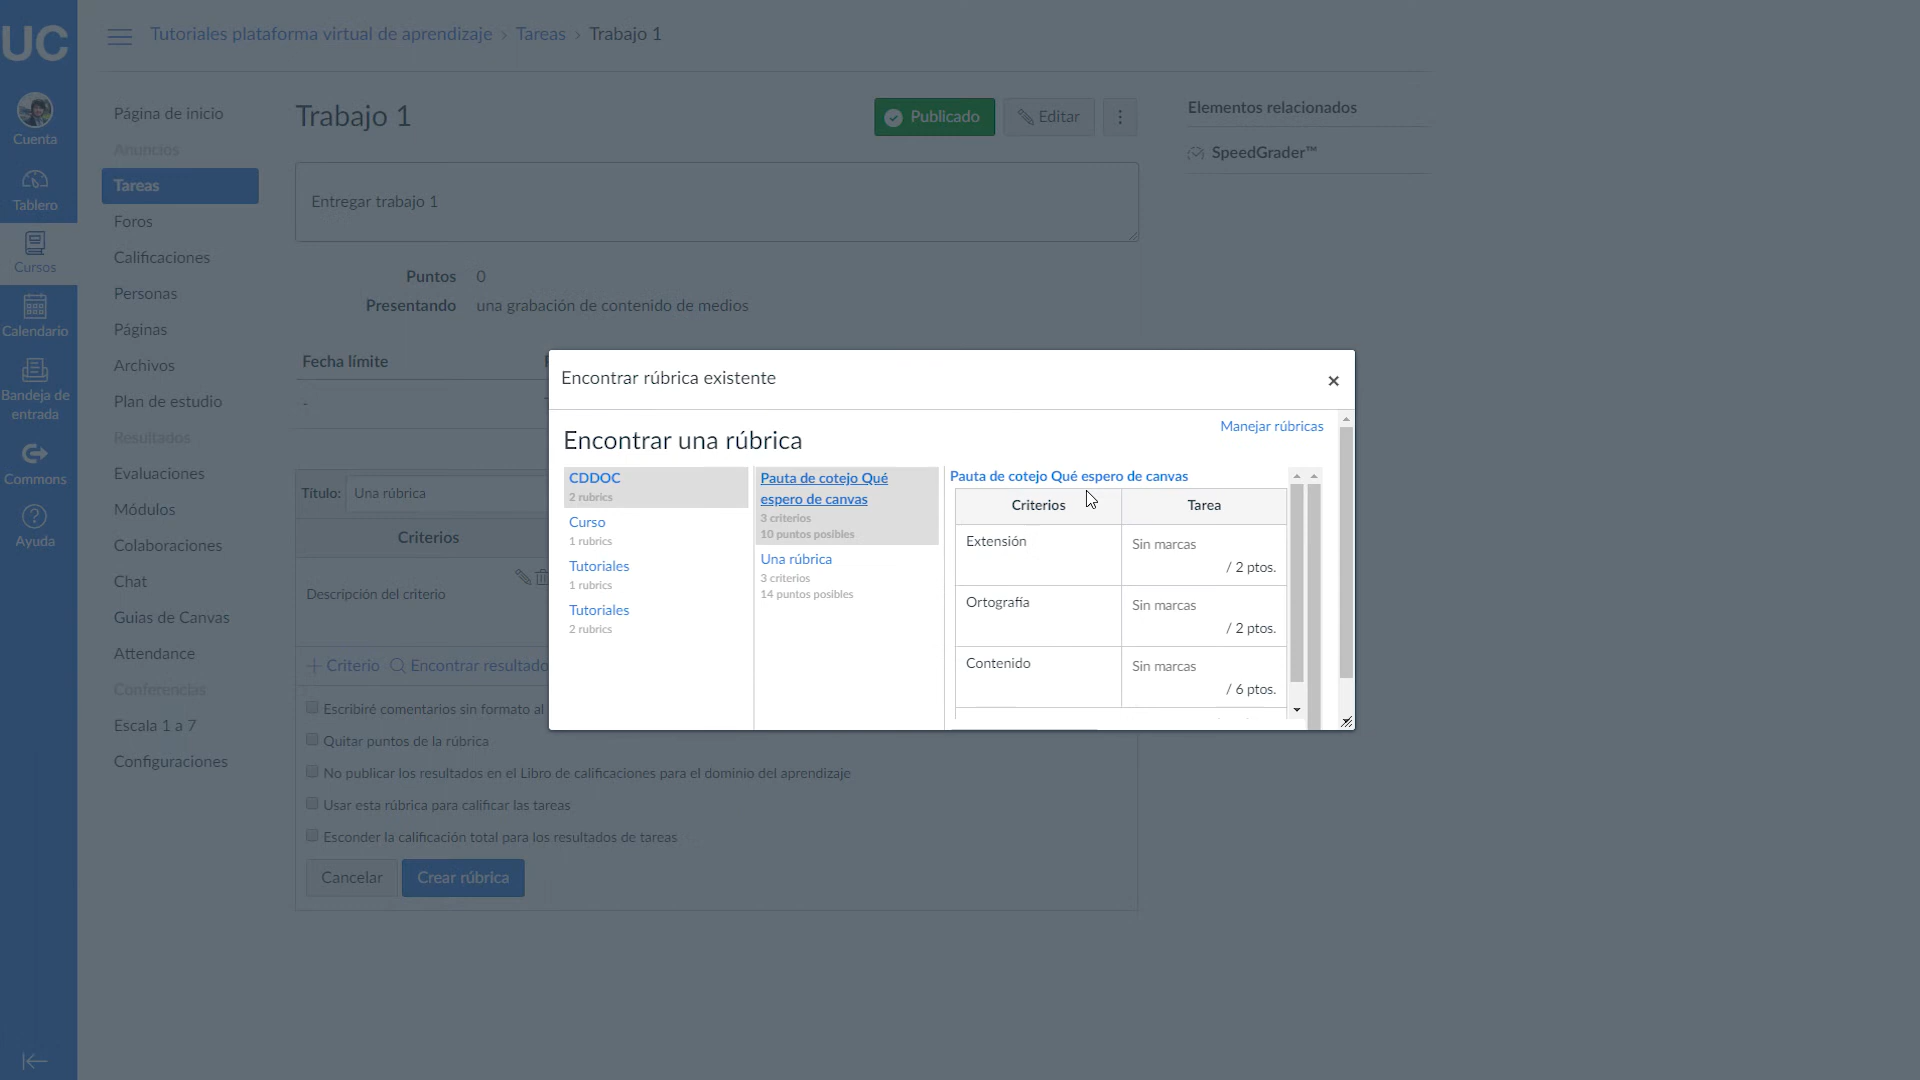 UC
Cuenta
Tablero
Cursos
Calendario
Bandeja de
entrada
Commons
Ayuda
Tutoriales plataforma virtual de aprendizaje › Tareas › Trabajo 1
Página de inicio
Anuncios
Tareas
Foros
Calificaciones
Personas
Páginas
Archivos
Plan de estudio
Resultados
Evaluaciones
Módulos
Colaboraciones
Chat
Guias de Canvas
Attendance
Conferencias
Escala 1 a 7
Configuraciones
Trabajo 1
Publicado
Editar
Entregar trabajo 1
Puntos 0
Presentando una grabación de contenido de medios
Fecha límite
-
Título: Una rúbrica
Criterios
Descripción del criterio
Criterio Encontrar resultado
Escribiré comentarios sin formato al
Quitar puntos de la rúbrica
No publicar los resultados en el Libro de calificaciones para el dominio del aprendizaje
Usar esta rúbrica para calificar las tareas
Esconder la calificación total para los resultados de tareas
Cancelar Crear rúbrica
Elementos relacionados
SpeedGrader™
Encontrar rúbrica existente
Manejar rúbricas
Encontrar una rúbrica
CDDOC
2 rubrics
Curso
1 rubrics
Tutoriales
1 rubrics
Tutoriales
2 rubrics
Pauta de cotejo Qué
espero de canvas
3 criterios
10 puntos posibles
Una rúbrica
3 criterios
14 puntos posibles
Pauta de cotejo Qué espero de canvas
Criterios Tarea
Extensión Sin marcas
/ 2 ptos.
Ortografía Sin marcas
/ 2 ptos.
Contenido Sin marcas
/ 6 ptos.